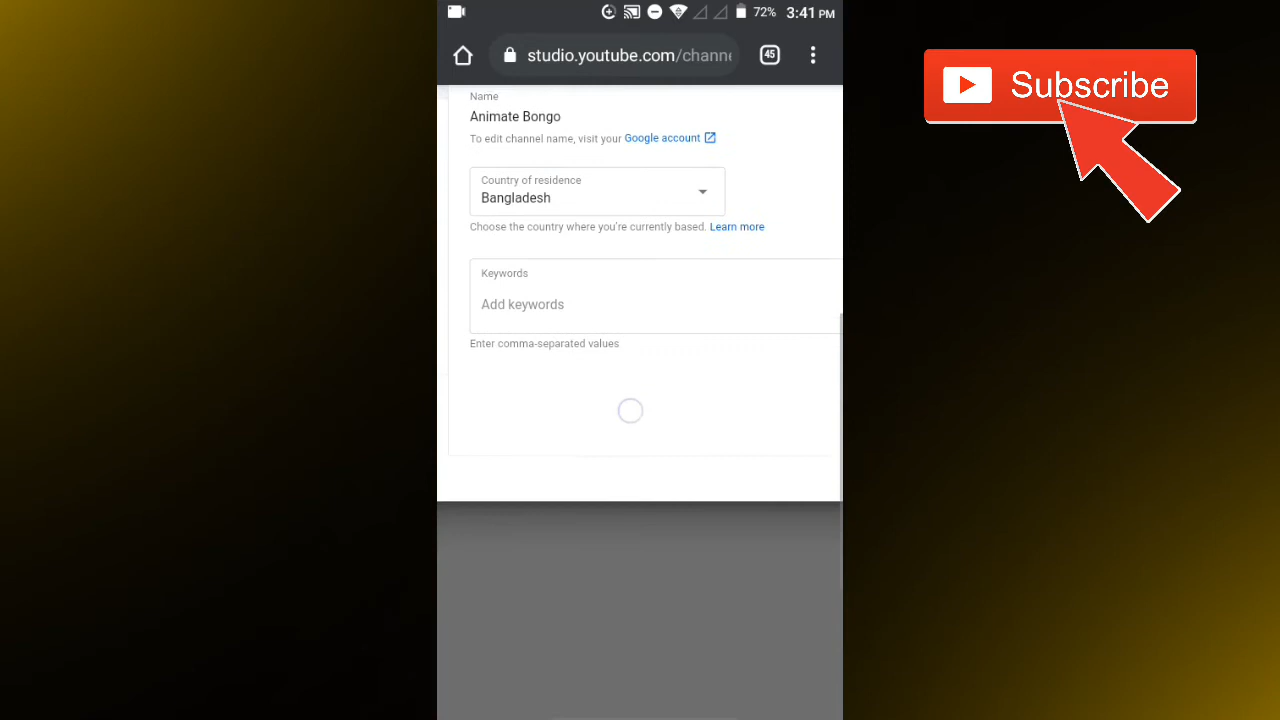 72% 3:41 PM
studio.youtube.com/chann
45
Name
Animate Bongo
To edit channel name, visit your Google account
Country of residence
Bangladesh
Choose the country where you're currently based. Learn more
Keywords
Add keywords
Enter comma-separated values
Subscribe